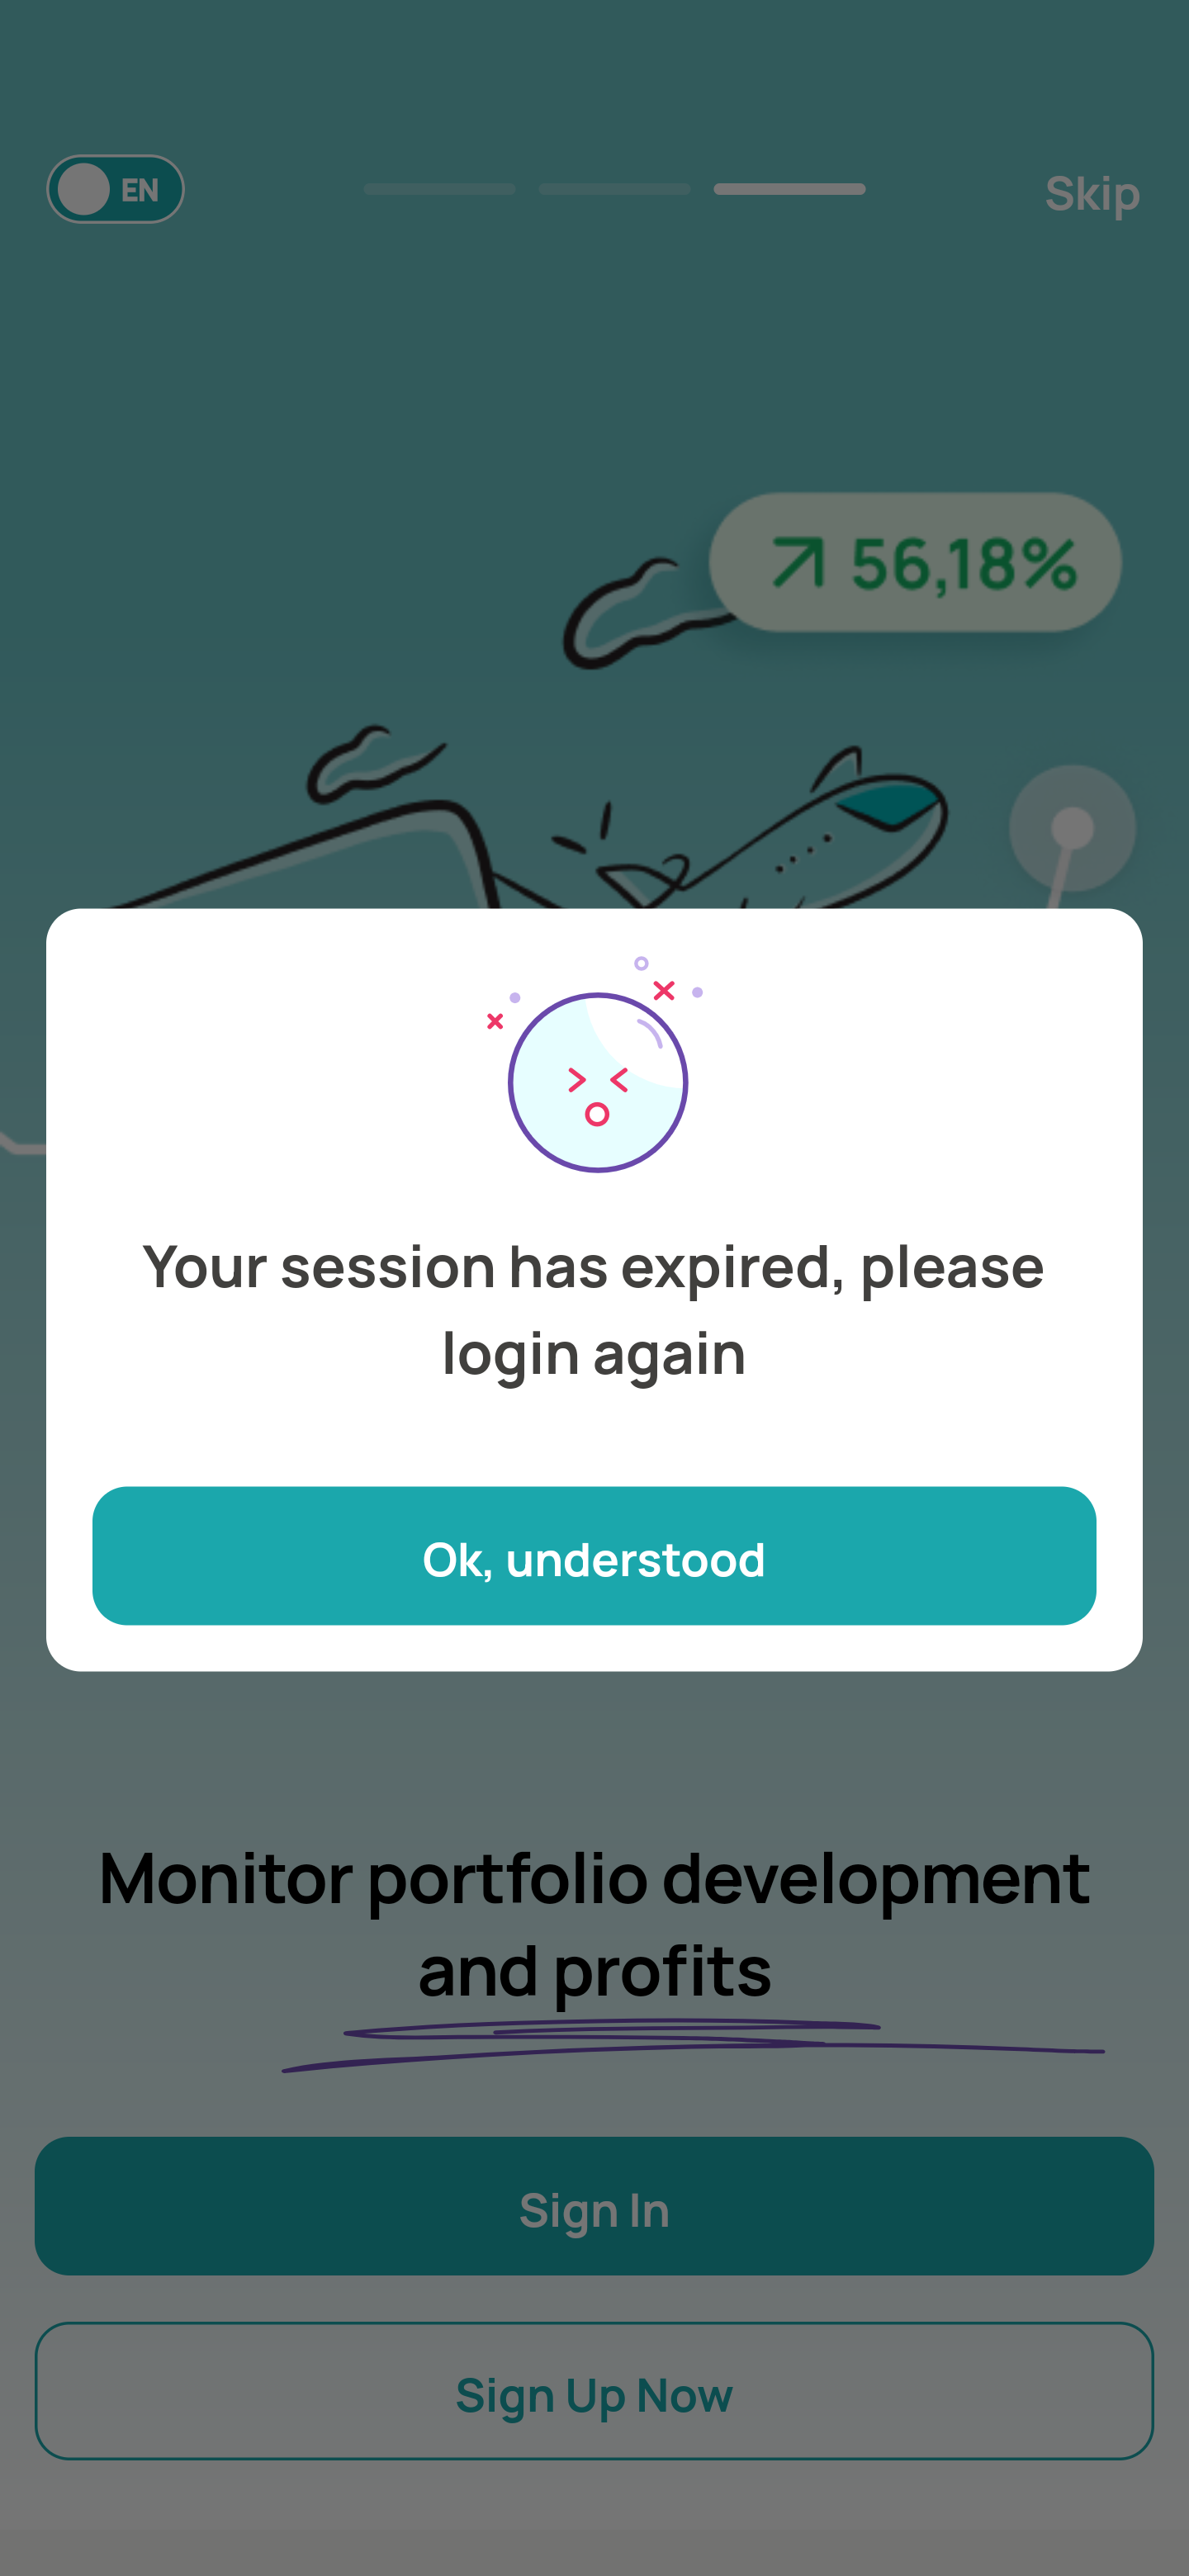 EN
Skip
56,18%
Your session has expired, please
login again
Ok, understood
Monitor portfolio development
and profits
Sign In
Sign Up Now